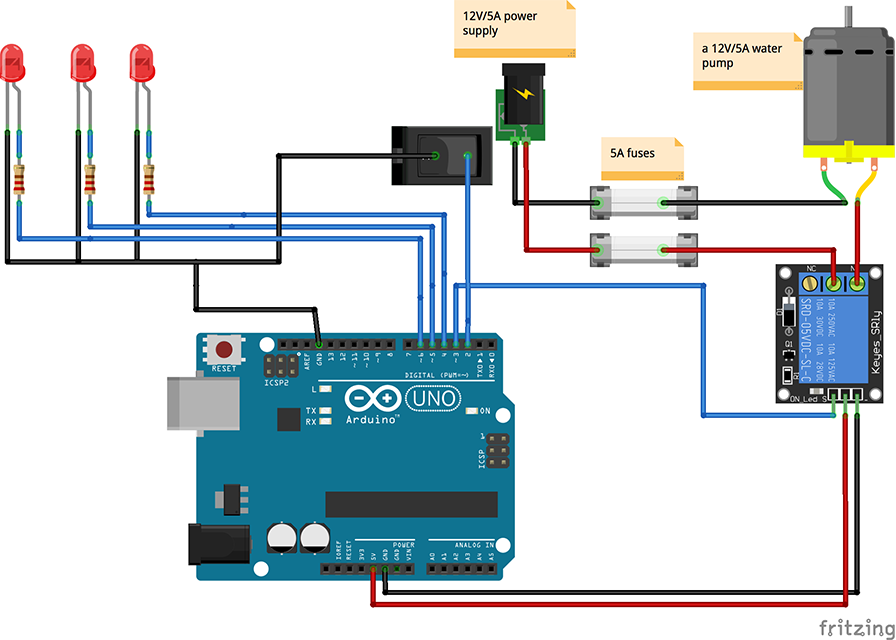 12V/5A power
supply
a 12V/5A water
pump
5A fuses
NC
SRD-05VDC-SL-C
10A 250VAC 10A 125VAC
10A 30VDC 10A 28VDC
Keyes_SRly
ON_Led S
RESET
ICSP2
AREF
GND
13
12
~11
~10
~9
8
7
~6
~5
4
~3
2
TXD 1
RXD 0
DIGITAL (PWM=~)
L
TX
RX
UNO
Arduino™
ON
ICSP
1
POWER
ANALOG IN
IOREF
RESET
3V3
5V
GND
GND
VIN
A0
A1
A2
A3
A4
A5
fritzing